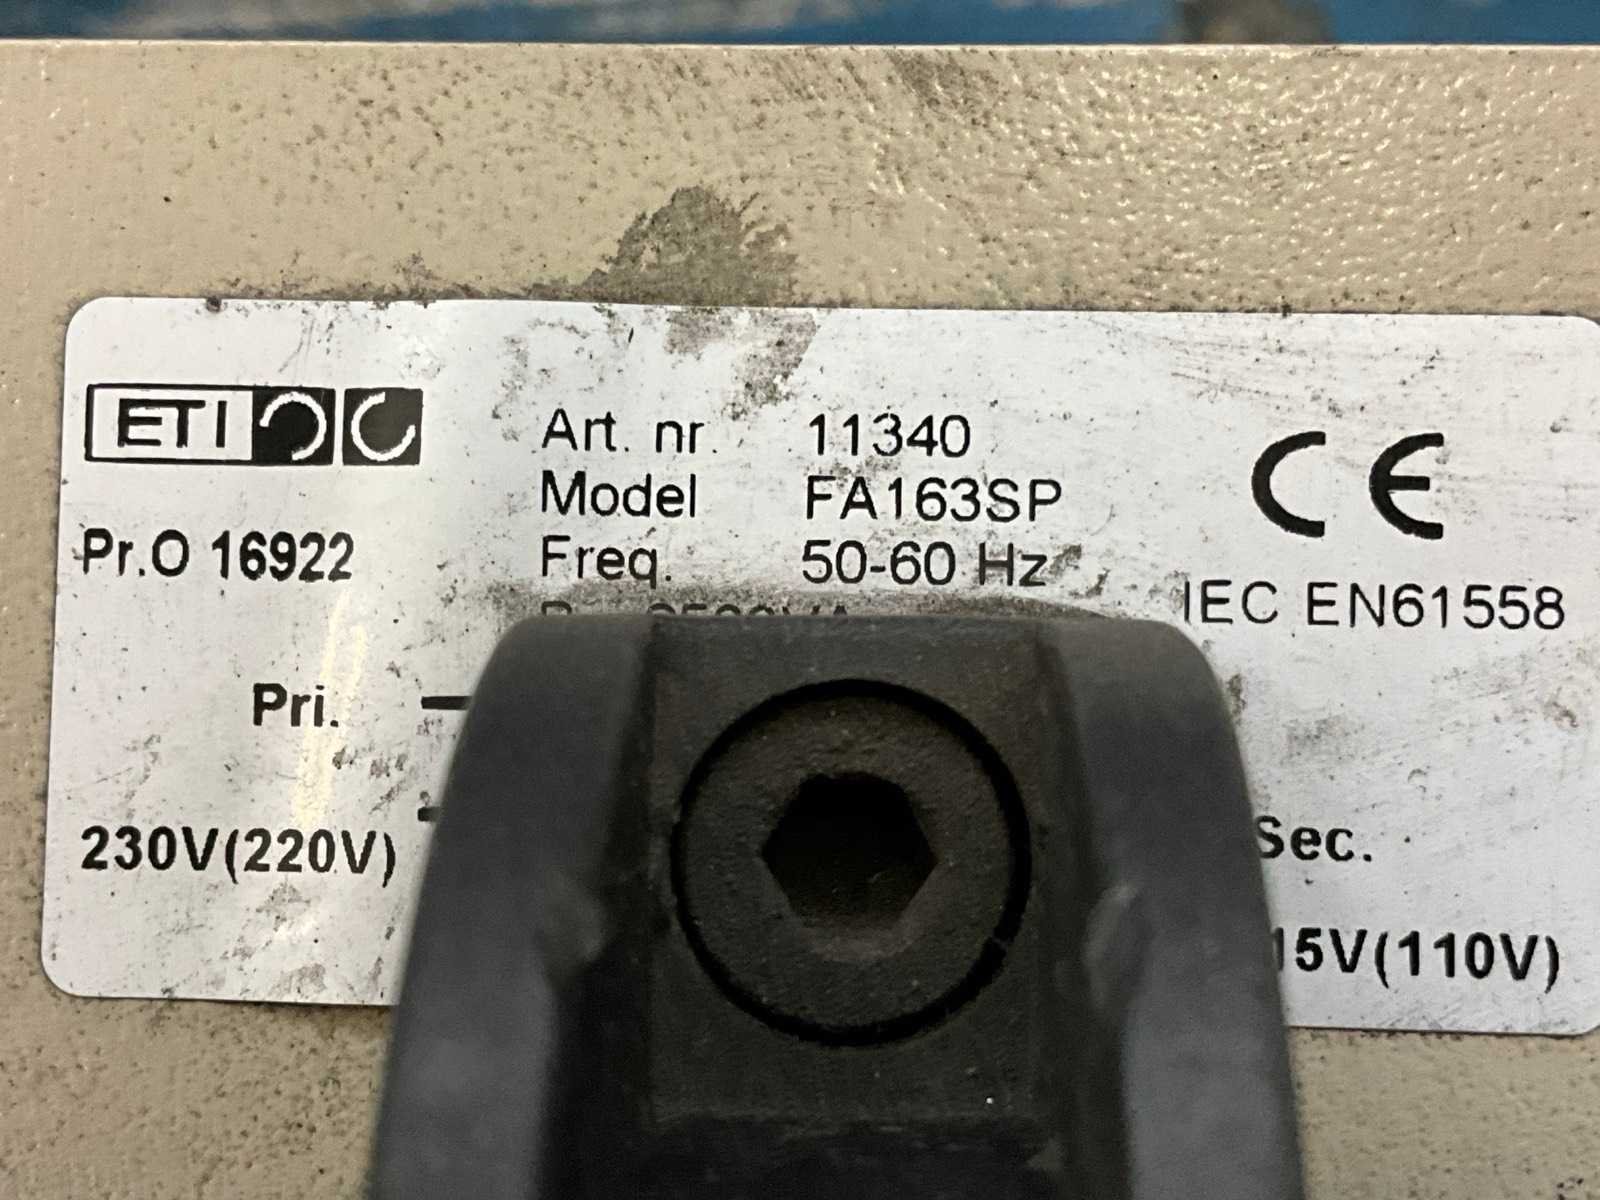 ETI
Art. nr. 11340
Model FA163SP
Freq. 50-60 Hz
Pr.O 16922
CE
IEC EN61558
Pri.
230V(220V)
Sec.
15V(110V)